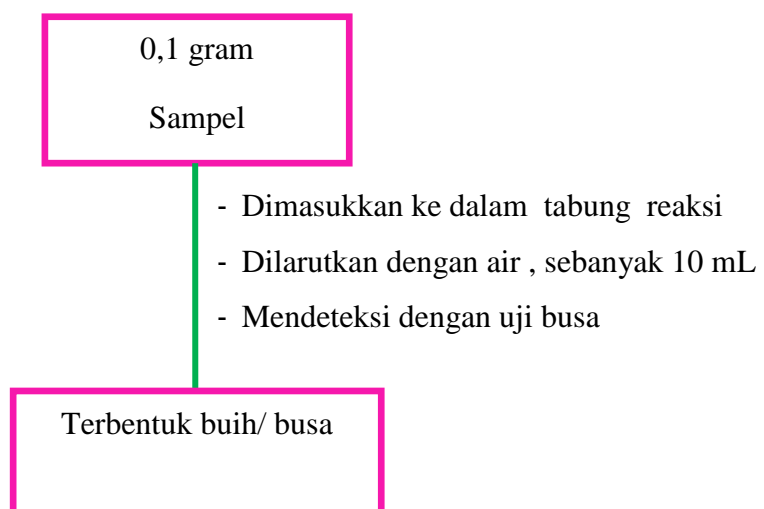 0,1 gram
Sampel
- Dimasukkan ke dalam tabung reaksi
- Dilarutkan dengan air , sebanyak 10 mL
- Mendeteksi dengan uji busa
Terbentuk buih/ busa